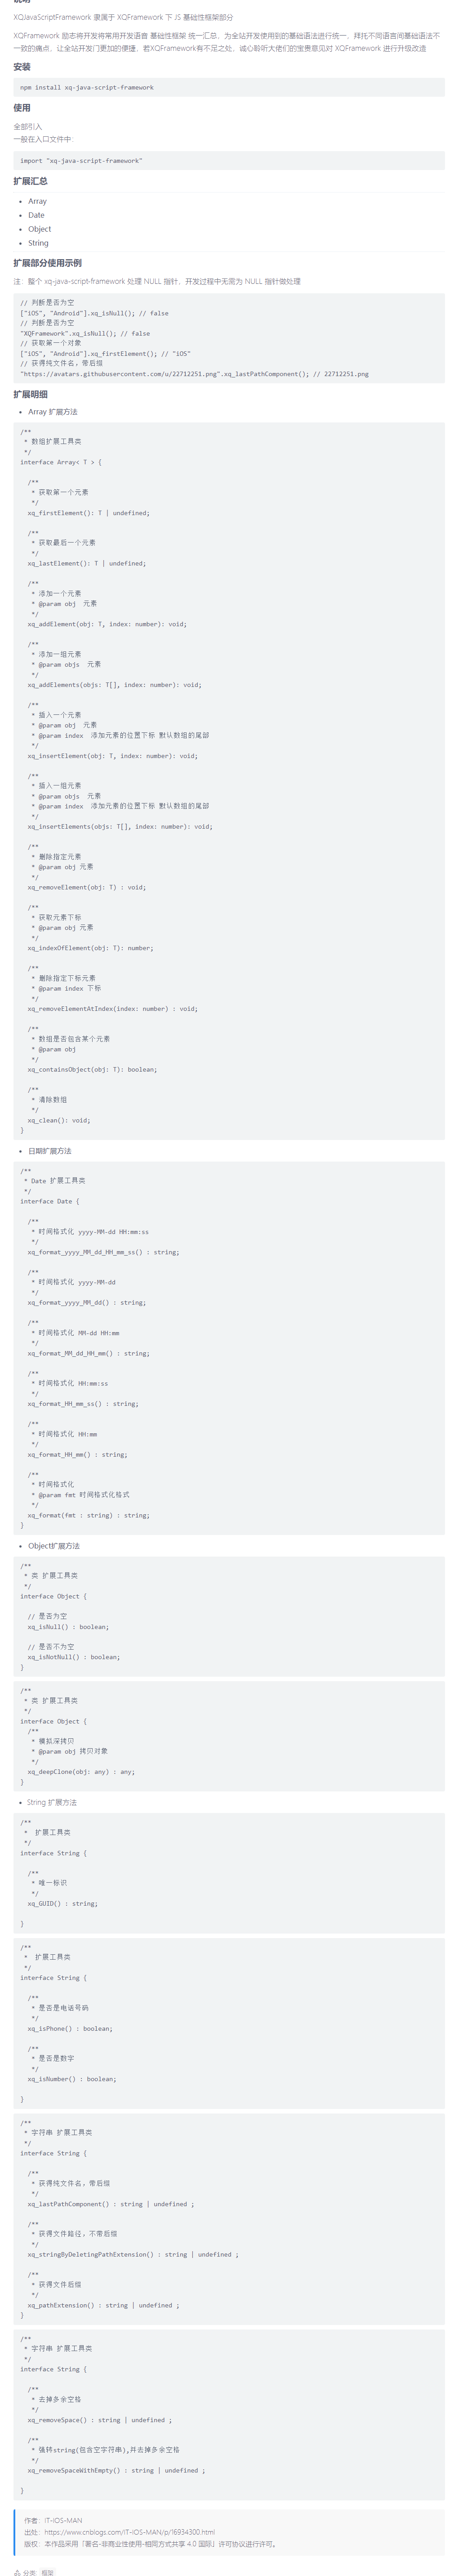 XQJavaScriptFramework 隶属于 XQFramework 下 JS 基础性框架部分
XQFramework 励志将开发将常用开发语言 基础性框架 统一汇总，为全站开发使用到的基础语法进行统一，拜托不同语言间基础语法不
一致的痛点，让全站开发门更加的便捷，若XQFramework有不足之处，诚心聆听大佬们的宝贵意见对 XQFramework 进行升级改造
安装
npm install xq-java-script-framework
使用
全部引入
一般在入口文件中：
import "xq-java-script-framework"
扩展汇总
• Array
• Date
• Object
• String
扩展部分使用示例
注：整个 xq-java-script-framework 处理 NULL 指针，开发过程中无需为 NULL 指针做处理
// 判断是否为空
["iOS", "Android"].xq_isNull(); // false
// 判断是否为空
"XQFramework".xq_isNull(); // false
// 获取第一个对象
["iOS", "Android"].xq_firstElement(); // "iOS"
// 获得纯文件名，带后缀
"https://avatars.githubusercontent.com/u/22712251.png".xq_lastPathComponent(); // 22712251.png
扩展明细
• Array 扩展方法
/**
 * 数组扩展工具类
 */
interface Array< T > {
  /**
   * 获取第一个元素
   */
  xq_firstElement(): T | undefined;
  /**
   * 获取最后一个元素
   */
  xq_lastElement(): T | undefined;
  /**
   * 添加一个元素
   * @param obj  元素
   */
  xq_addElement(obj: T, index: number): void;
  /**
   * 添加一组元素
   * @param objs  元素
   */
  xq_addElements(objs: T[], index: number): void;
  /**
   * 插入一个元素
   * @param obj  元素
   * @param index  添加元素的位置下标 默认数组的尾部
   */
  xq_insertElement(obj: T, index: number): void;
  /**
   * 插入一组元素
   * @param objs  元素
   * @param index  添加元素的位置下标 默认数组的尾部
   */
  xq_insertElements(objs: T[], index: number): void;
  /**
   * 删除指定元素
   * @param obj 元素
   */
  xq_removeElement(obj: T) : void;
  /**
   * 获取元素下标
   * @param obj 元素
   */
  xq_indexOfElement(obj: T): number;
  /**
   * 删除指定下标元素
   * @param index 下标
   */
  xq_removeElementAtIndex(index: number) : void;
  /**
   * 数组是否包含某个元素
   * @param obj
   */
  xq_containsObject(obj: T): boolean;
  /**
   * 清除数组
   */
  xq_clean(): void;
}
• 日期扩展方法
/**
 * Date 扩展工具类
 */
interface Date {
  /**
   * 时间格式化 yyyy-MM-dd HH:mm:ss
   */
  xq_format_yyyy_MM_dd_HH_mm_ss() : string;
  /**
   * 时间格式化 yyyy-MM-dd
   */
  xq_format_yyyy_MM_dd() : string;
  /**
   * 时间格式化 MM-dd HH:mm
   */
  xq_format_MM_dd_HH_mm() : string;
  /**
   * 时间格式化 HH:mm:ss
   */
  xq_format_HH_mm_ss() : string;
  /**
   * 时间格式化 HH:mm
   */
  xq_format_HH_mm() : string;
  /**
   * 时间格式化
   * @param fmt 时间格式化格式
   */
  xq_format(fmt : string) : string;
}
• Object扩展方法
/**
 * 类 扩展工具类
 */
interface Object {
  // 是否为空
  xq_isNull() : boolean;
  // 是否不为空
  xq_isNotNull() : boolean;
}
/**
 * 类 扩展工具类
 */
interface Object {
  /**
   * 模拟深拷贝
   * @param obj 拷贝对象
   */
  xq_deepClone(obj: any) : any;
}
• String 扩展方法
/**
 *  扩展工具类
 */
interface String {
  /**
   * 唯一标识
   */
  xq_GUID() : string;
}
/**
 *  扩展工具类
 */
interface String {
  /**
   * 是否是电话号码
   */
  xq_isPhone() : boolean;
  /**
   * 是否是数字
   */
  xq_isNumber() : boolean;
}
/**
 * 字符串 扩展工具类
 */
interface String {
  /**
   * 获得纯文件名，带后缀
   */
  xq_lastPathComponent() : string | undefined ;
  /**
   * 获得文件路径，不带后缀
   */
  xq_stringByDeletingPathExtension() : string | undefined ;
  /**
   * 获得文件后缀
   */
  xq_pathExtension() : string | undefined ;
}
/**
 * 字符串 扩展工具类
 */
interface String {
  /**
   * 去掉多余空格
   */
  xq_removeSpace() : string | undefined ;
  /**
   * 强转string(包含空字符串),并去掉多余空格
   */
  xq_removeSpaceWithEmpty() : string | undefined ;
}
作者：IT-iOS-MAN
出处：https://www.cnblogs.com/IT-IOS-MAN/p/16934300.html
版权：本作品采用「署名-非商业性使用-相同方式共享 4.0 国际」许可协议进行许可。
分类: 框架